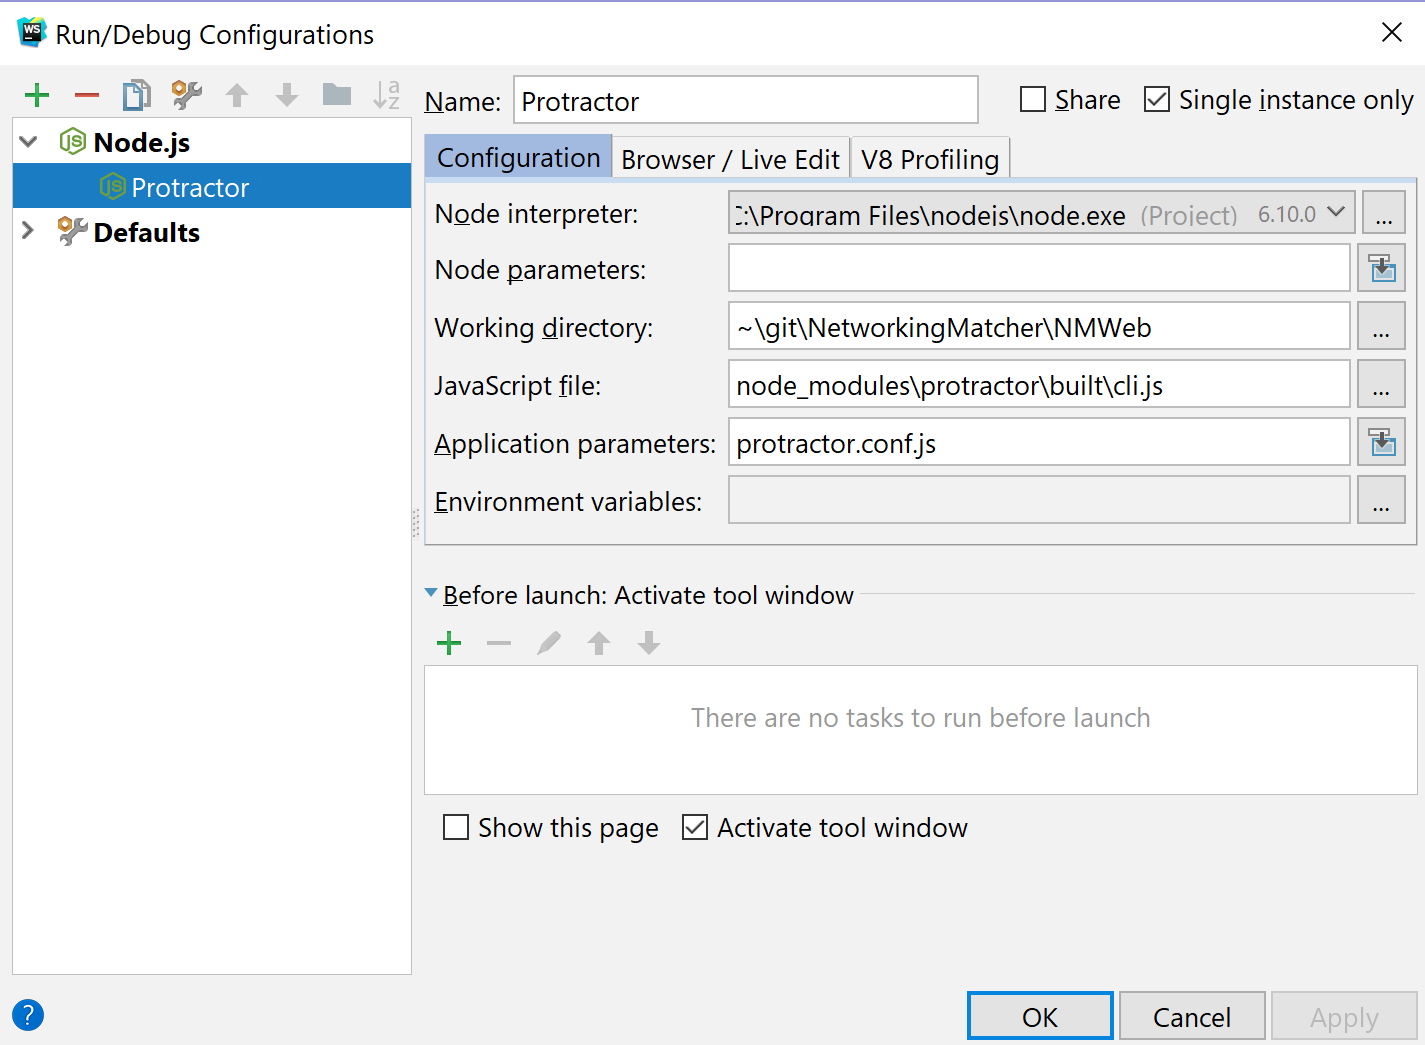 WS Run/Debug Configurations
Name: Protractor Share Single instance only
Node.js
Protractor
Defaults
Configuration Browser / Live Edit V8 Profiling
Node interpreter: C:\Program Files\nodejs\node.exe (Project) 6.10.0 ...
Node parameters:
Working directory: ~\git\NetworkingMatcher\NMWeb ...
JavaScript file: node_modules\protractor\built\cli.js ...
Application parameters: protractor.conf.js
Environment variables: ...
Before launch: Activate tool window
There are no tasks to run before launch
Show this page Activate tool window
? OK Cancel Apply